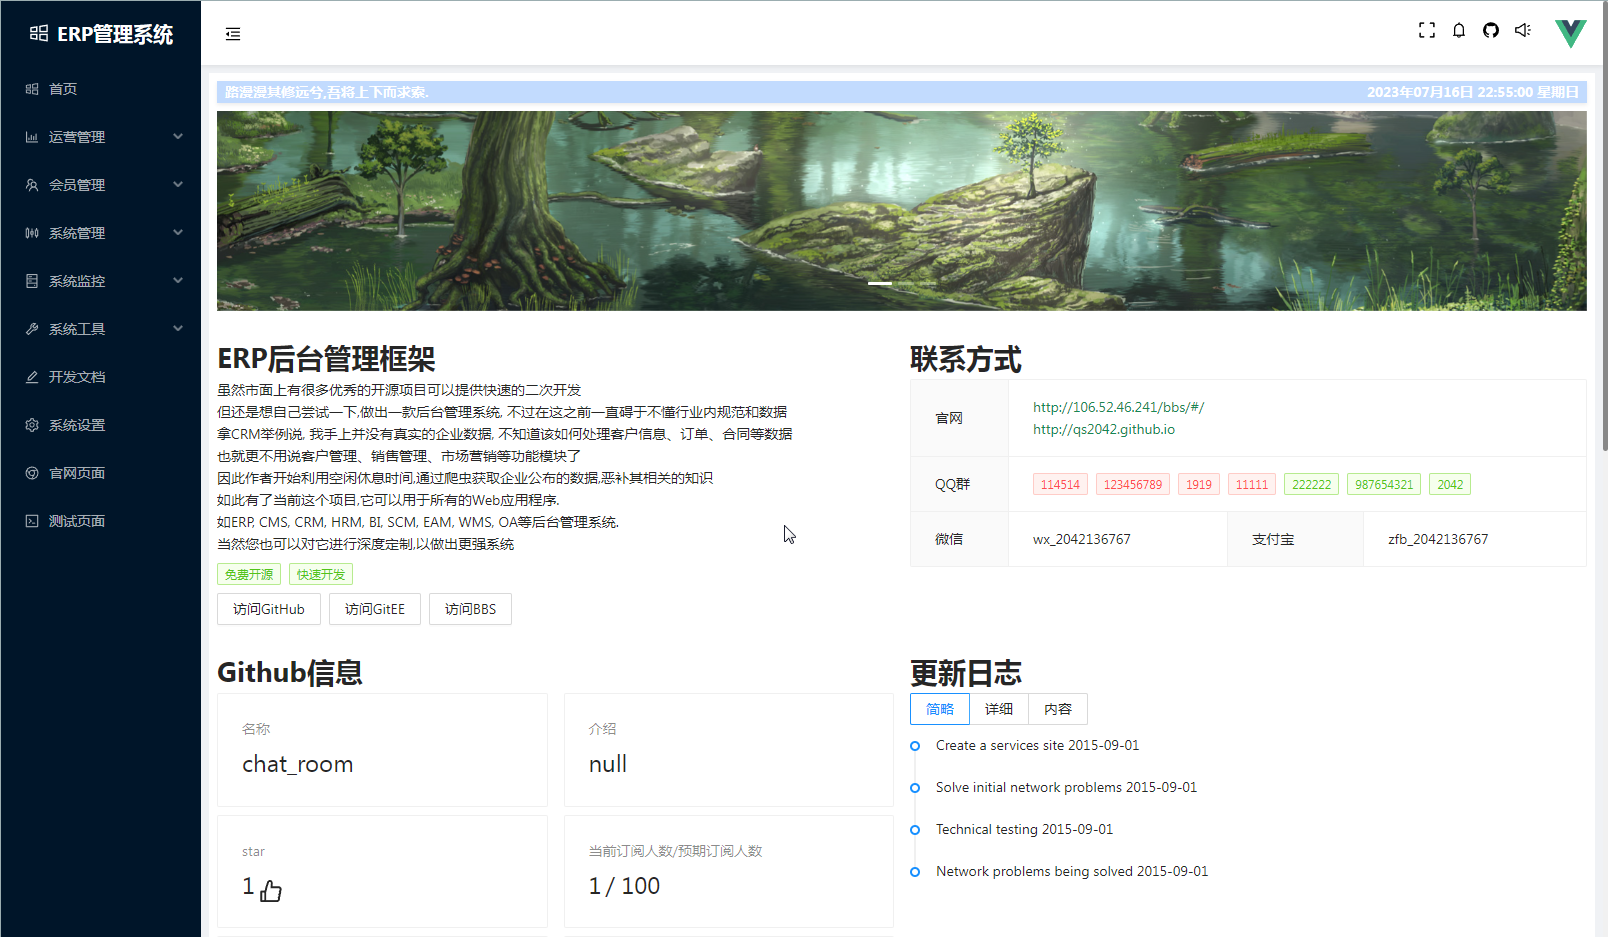 ERP管理系统
首页
运营管理
会员管理
系统管理
系统监控
系统工具
开发文档
系统设置
官网页面
测试页面
路漫漫其修远兮,吾将上下而求索.
2023年07月16日 22:55:00 星期日
ERP后台管理框架
虽然市面上有很多优秀的开源项目可以提供快速的二次开发
但还是想自己尝试一下,做出一款后台管理系统, 不过在这之前一直碍于不懂行业内规范和数据
拿CRM举例说, 我手上并没有真实的企业数据, 不知道该如何处理客户信息、订单、合同等数据
也就更不用说客户管理、销售管理、市场营销等功能模块了
因此作者开始利用空闲休息时间,通过爬虫获取企业公布的数据,恶补其相关的知识
如此有了当前这个项目,它可以用于所有的Web应用程序.
如ERP, CMS, CRM, HRM, BI, SCM, EAM, WMS, OA等后台管理系统.
当然您也可以对它进行深度定制,以做出更强系统
免费开源 快速开发
访问GitHub 访问GitEE 访问BBS
联系方式
官网
http://106.52.46.241/bbs/#/
http://qs2042.github.io
QQ群 114514 123456789 1919 11111 222222 987654321 2042
微信 wx_2042136767 支付宝 zfb_2042136767
Github信息
名称
chat_room
介绍
null
star
1
当前订阅人数/预期订阅人数
1 / 100
更新日志
简略 详细 内容
Create a services site 2015-09-01
Solve initial network problems 2015-09-01
Technical testing 2015-09-01
Network problems being solved 2015-09-01